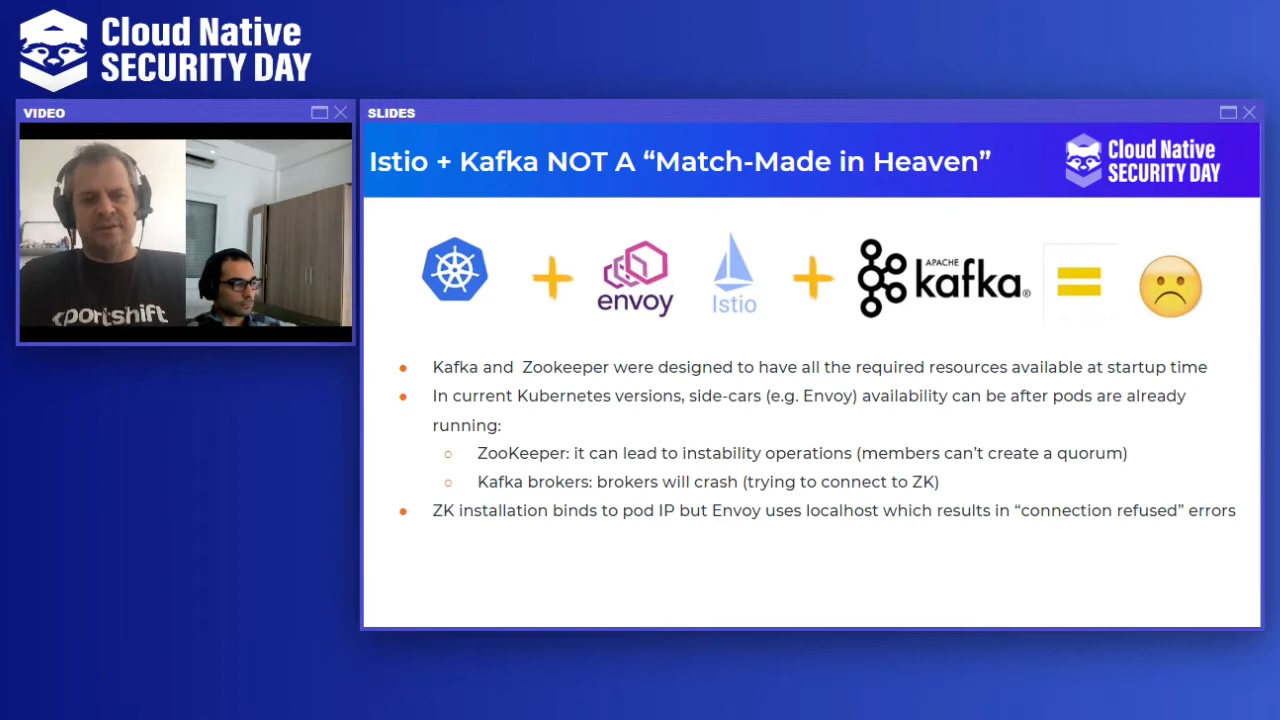 Cloud Native
SECURITY DAY
VIDEO
portshift
SLIDES
Istio + Kafka NOT A “Match-Made in Heaven”
Cloud Native
SECURITY DAY
envoy
Istio
APACHE
kafka®
Kafka and Zookeeper were designed to have all the required resources available at startup time
In current Kubernetes versions, side-cars (e.g. Envoy) availability can be after pods are already
running:
ZooKeeper: it can lead to instability operations (members can’t create a quorum)
Kafka brokers: brokers will crash (trying to connect to ZK)
ZK installation binds to pod IP but Envoy uses localhost which results in “connection refused” errors